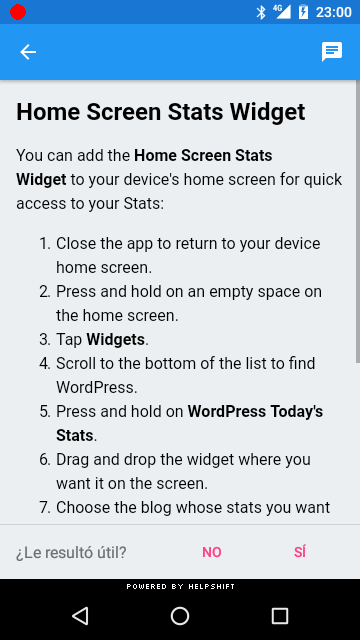 4G 23:00
Home Screen Stats Widget
You can add the Home Screen Stats
Widget to your device's home screen for quick
access to your Stats:
1. Close the app to return to your device
home screen.
2. Press and hold on an empty space on
the home screen.
3. Tap Widgets.
4. Scroll to the bottom of the list to find
WordPress.
5. Press and hold on WordPress Today's
Stats.
6. Drag and drop the widget where you
want it on the screen.
7. Choose the blog whose stats you want
¿Le resultó útil? NO SÍ
POWERED BY HELPSHIFT